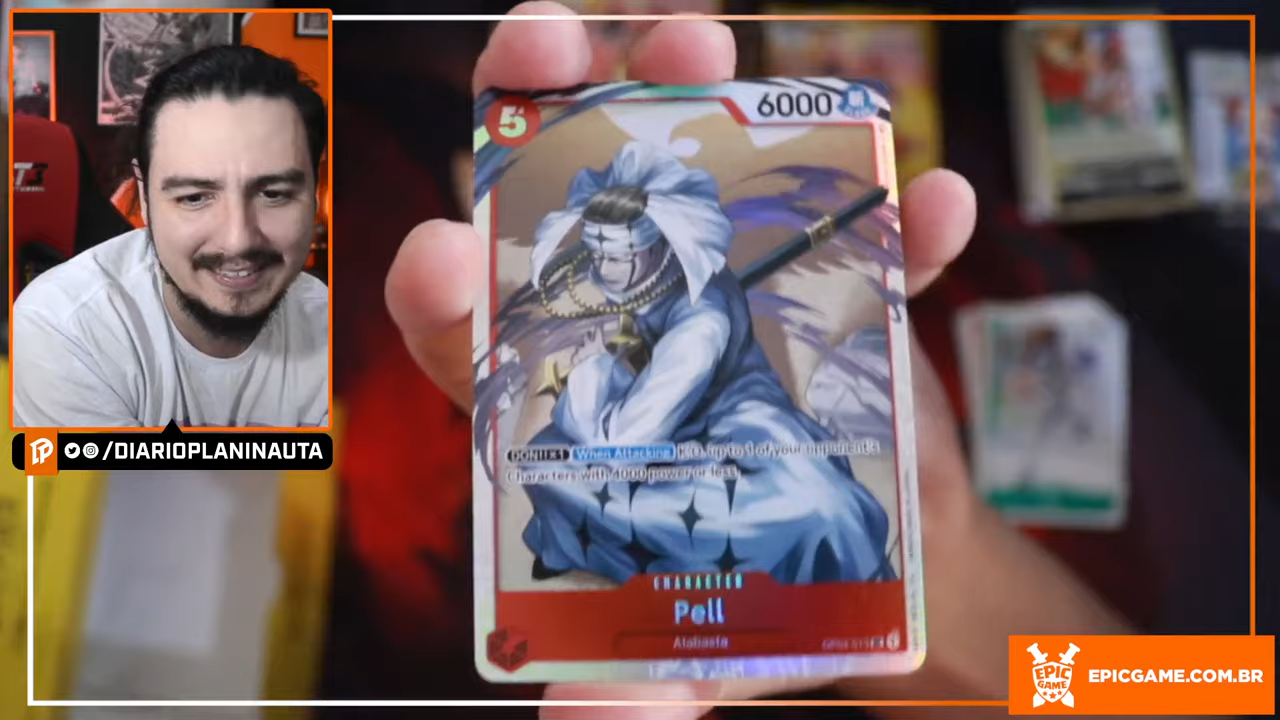 5
6000
DON!!×1 When Attacking K.O. up to 1 of your opponent's
Characters with 4000 power or less.
CHARACTER
Pell
Alabasta
/DIARIOPLANINAUTA
EPIC
GAME
EPICGAME.COM.BR